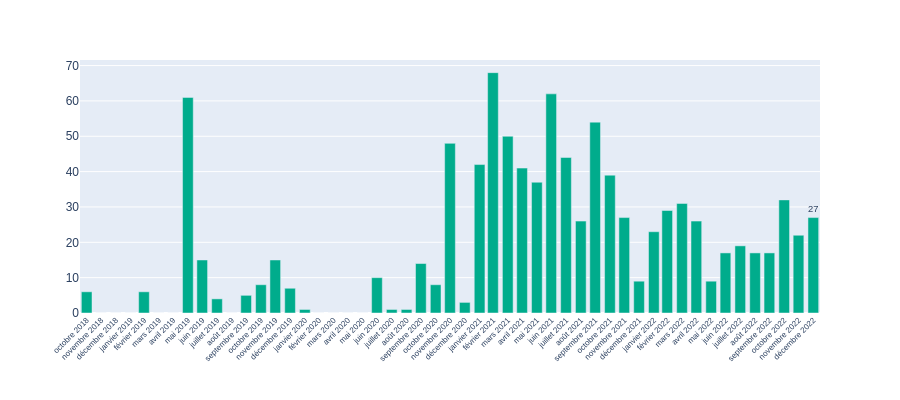 70
60
50
40
30
20
10
0
27
octobre 2018
novembre 2018
décembre 2018
janvier 2019
février 2019
mars 2019
avril 2019
mai 2019
juin 2019
juillet 2019
août 2019
septembre 2019
octobre 2019
novembre 2019
décembre 2019
janvier 2020
février 2020
mars 2020
avril 2020
mai 2020
juin 2020
juillet 2020
août 2020
septembre 2020
octobre 2020
novembre 2020
décembre 2020
janvier 2021
février 2021
mars 2021
avril 2021
mai 2021
juin 2021
juillet 2021
août 2021
septembre 2021
octobre 2021
novembre 2021
décembre 2021
janvier 2022
février 2022
mars 2022
avril 2022
mai 2022
juin 2022
juillet 2022
août 2022
septembre 2022
octobre 2022
novembre 2022
décembre 2022